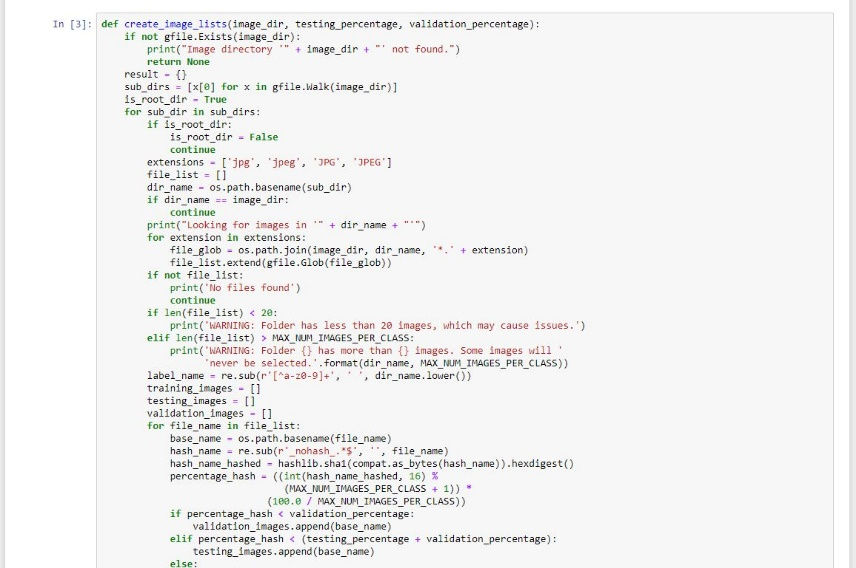 In [3]: def create_image_lists(image_dir, testing_percentage, validation_percentage):
    if not gfile.Exists(image_dir):
        print("Image directory '" + image_dir + "' not found.")
        return None
    result = {}
    sub_dirs = [x[0] for x in gfile.Walk(image_dir)]
    is_root_dir = True
    for sub_dir in sub_dirs:
        if is_root_dir:
            is_root_dir = False
            continue
        extensions = ['jpg', 'jpeg', 'JPG', 'JPEG']
        file_list = []
        dir_name = os.path.basename(sub_dir)
        if dir_name == image_dir:
            continue
        print("Looking for images in '" + dir_name + "'")
        for extension in extensions:
            file_glob = os.path.join(image_dir, dir_name, '*.' + extension)
            file_list.extend(gfile.Glob(file_glob))
        if not file_list:
            print('No files found')
            continue
        if len(file_list) < 20:
            print('WARNING: Folder has less than 20 images, which may cause issues.')
        elif len(file_list) > MAX_NUM_IMAGES_PER_CLASS:
            print('WARNING: Folder {} has more than {} images. Some images will '
                  'never be selected.'.format(dir_name, MAX_NUM_IMAGES_PER_CLASS))
        label_name = re.sub(r'[^a-z0-9]+', ' ', dir_name.lower())
        training_images = []
        testing_images = []
        validation_images = []
        for file_name in file_list:
            base_name = os.path.basename(file_name)
            hash_name = re.sub(r'_nohash_.*$', '', file_name)
            hash_name_hashed = hashlib.sha1(compat.as_bytes(hash_name)).hexdigest()
            percentage_hash = ((int(hash_name_hashed, 16) %
                                (MAX_NUM_IMAGES_PER_CLASS + 1)) *
                             (100.0 / MAX_NUM_IMAGES_PER_CLASS))
            if percentage_hash < validation_percentage:
                validation_images.append(base_name)
            elif percentage_hash < (testing_percentage + validation_percentage):
                testing_images.append(base_name)
            else: